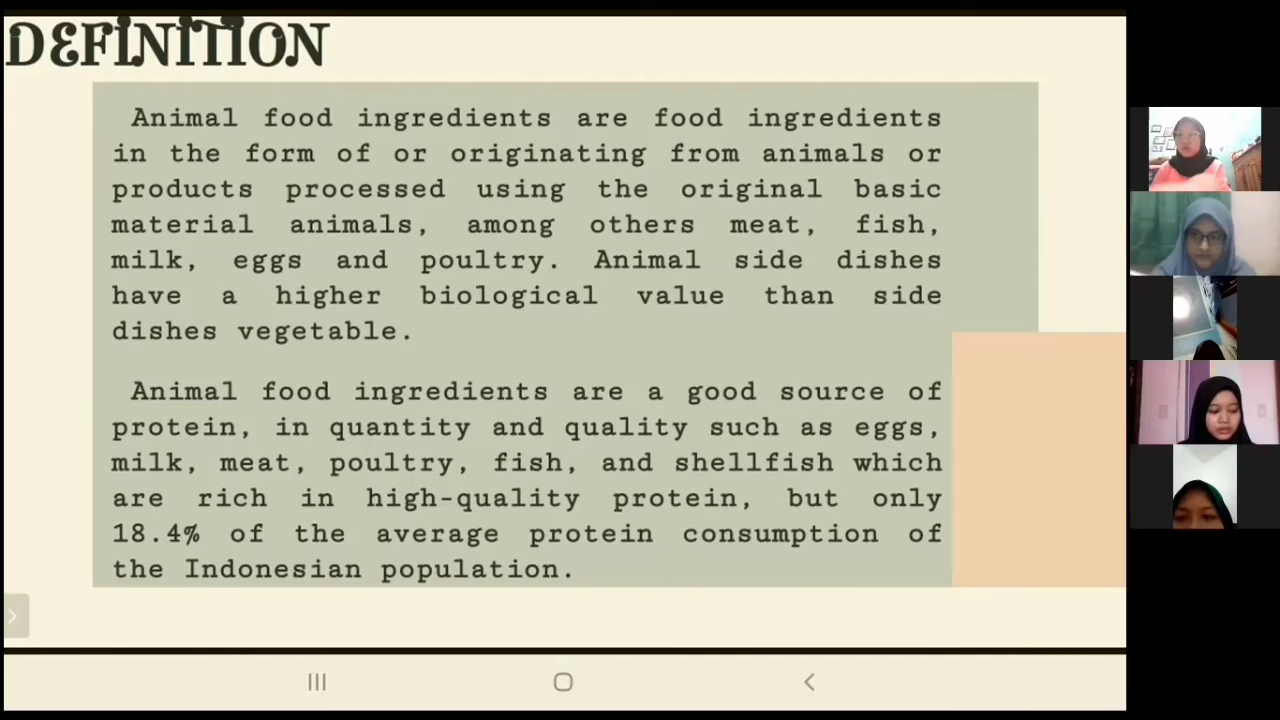 DEFINITION
Animal food ingredients are food ingredients
in the form of or originating from animals or
products processed using the original basic
material animals, among others meat, fish,
milk, eggs and poultry. Animal side dishes
have a higher biological value than side
dishes vegetable.
Animal food ingredients are a good source of
protein, in quantity and quality such as eggs,
milk, meat, poultry, fish, and shellfish which
are rich in high-quality protein, but only
18.4% of the average protein consumption of
the Indonesian population.